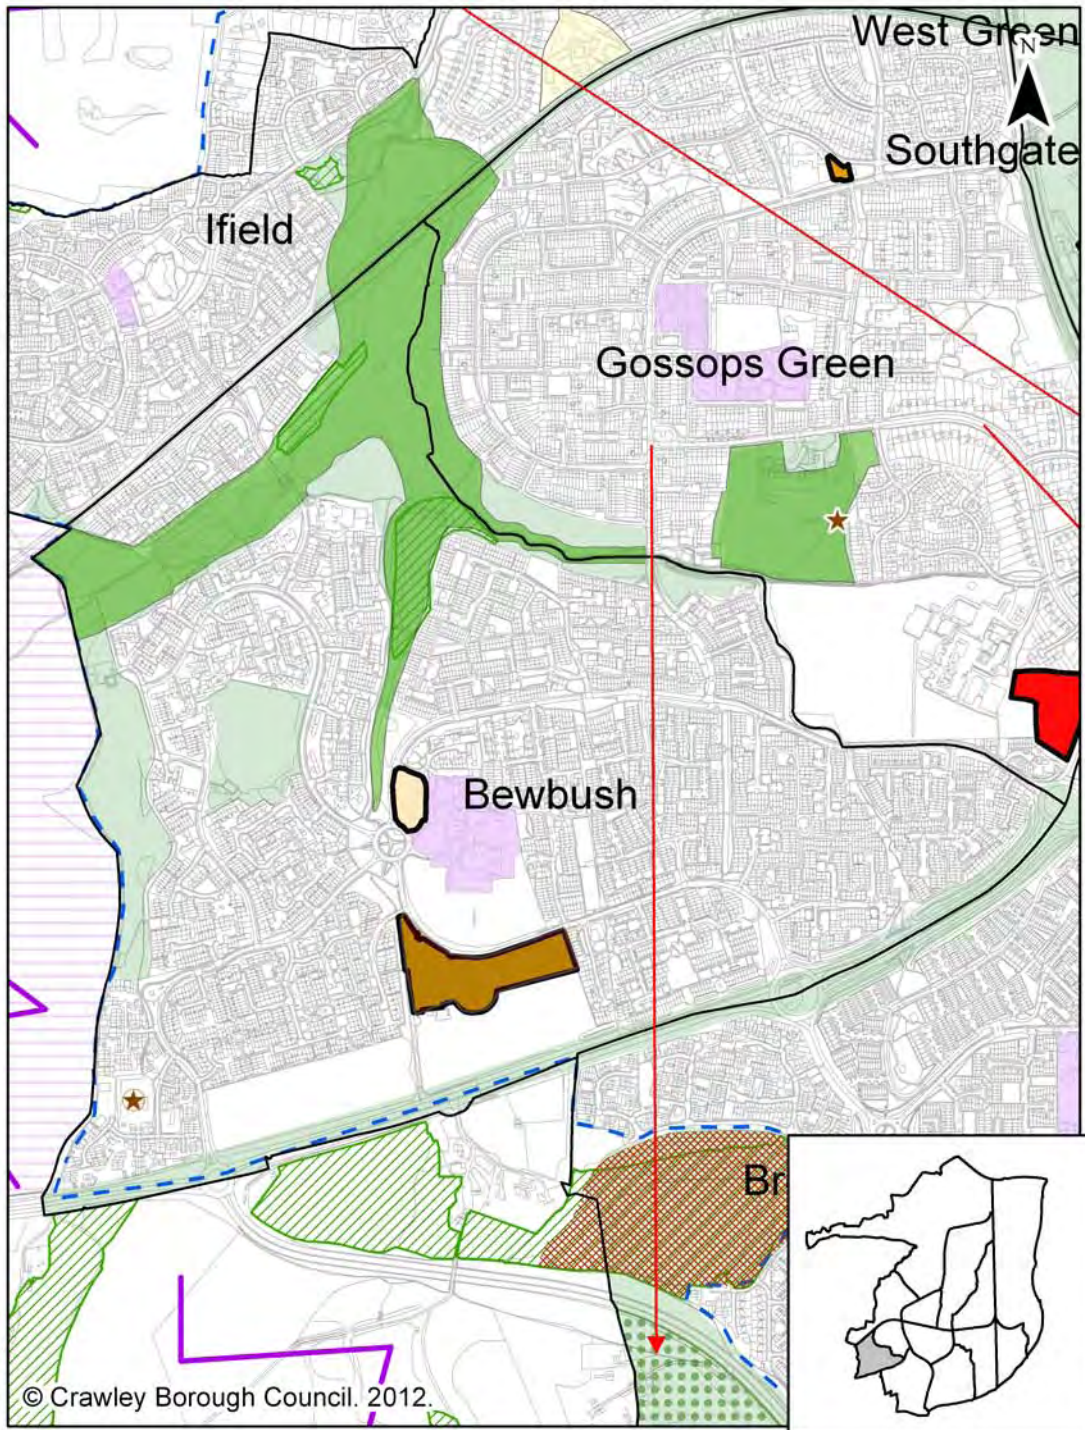 West Green
N
Southgate
Ifield
Gossops Green
Bewbush
Br
© Crawley Borough Council. 2012.